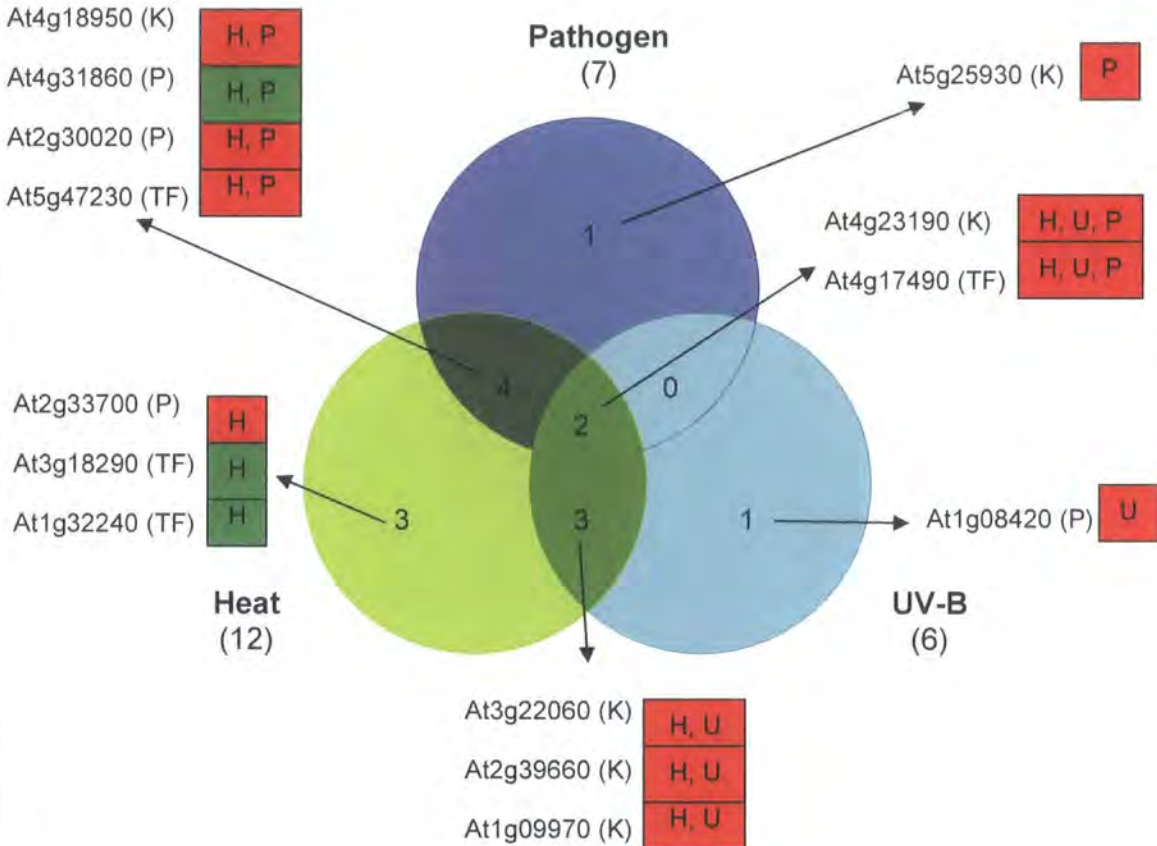 At4g18950 (K) H, P
At4g31860 (P) H, P
At2g30020 (P) H, P
At5g47230 (TF) H, P
Pathogen
(7)
At5g25930 (K) P
1
At4g23190 (K) H, U, P
At4g17490 (TF) H, U, P
4
2
0
At2g33700 (P) H
At3g18290 (TF) H
At1g32240 (TF) H
3
3
1
At1g08420 (P) U
Heat
(12)
UV-B
(6)
At3g22060 (K) H, U
At2g39660 (K) H, U
At1g09970 (K) H, U